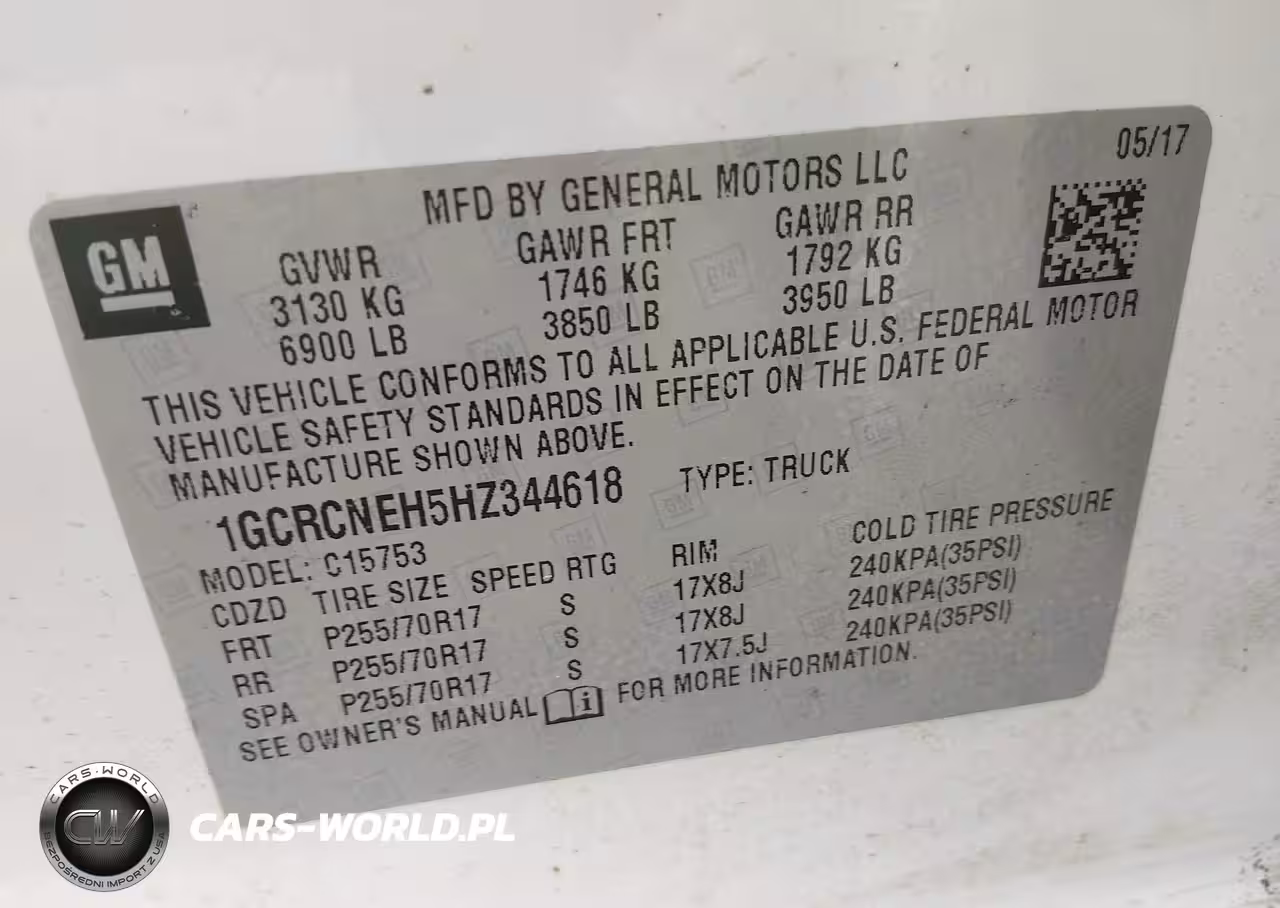 05/17
MFD BY GENERAL MOTORS LLC
GM
GVWR GAWR FRT GAWR RR
3130 KG 1746 KG 1792 KG
6900 LB 3850 LB 3950 LB
THIS VEHICLE CONFORMS TO ALL APPLICABLE U.S. FEDERAL MOTOR
VEHICLE SAFETY STANDARDS IN EFFECT ON THE DATE OF
MANUFACTURE SHOWN ABOVE.
1GCRCNEH5HZ344618 TYPE: TRUCK
MODEL: C15753
CDZD TIRE SIZE SPEED RTG RIM COLD TIRE PRESSURE
FRT P255/70R17 S 17X8J 240KPA(35PSI)
RR P255/70R17 S 17X8J 240KPA(35PSI)
SPA P255/70R17 S 17X7.5J 240KPA(35PSI)
SEE OWNER'S MANUAL i FOR MORE INFORMATION.
CARS-WORLD
CW
BEZPOŚREDNI IMPORT Z USA
CARS-WORLD.PL